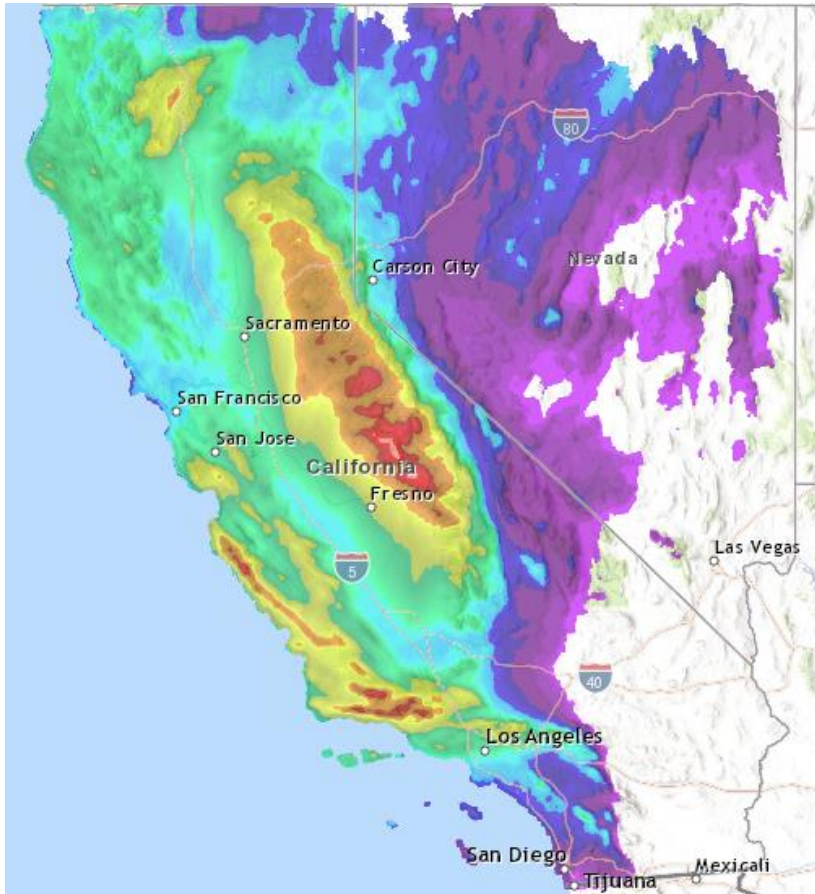 80
Nevada
Carson City
Sacramento
San Francisco
San Jose
California
Fresno
Las Vegas
5
40
Los Angeles
San Diego
Mexicali
Tijuana